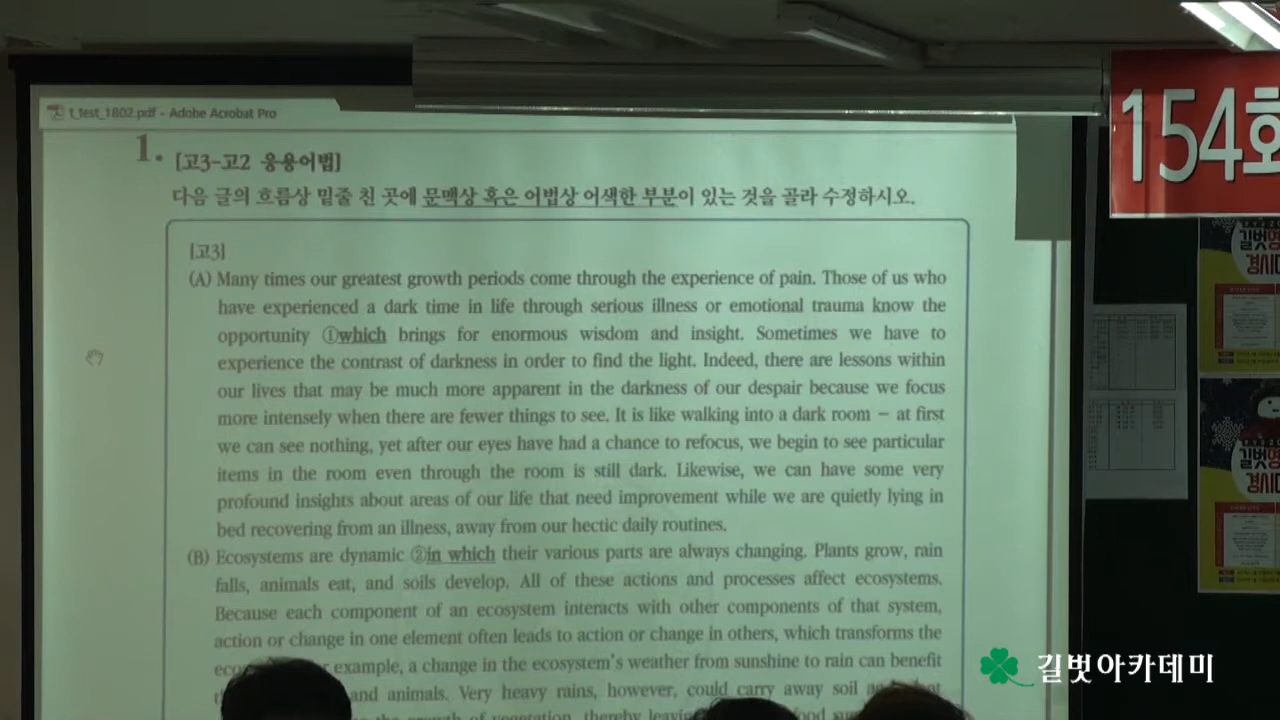 t_test_1802.pdf - Adobe Acrobat Pro
1. [고3-고2 응용어법]
다음 글의 흐름상 밑줄 친 곳에 문맥상 혹은 어법상 어색한 부분이 있는 것을 골라 수정하시오.
[고3]
(A) Many times our greatest growth periods come through the experience of pain. Those of us who
have experienced a dark time in life through serious illness or emotional trauma know the
opportunity ①which brings for enormous wisdom and insight. Sometimes we have to
experience the contrast of darkness in order to find the light. Indeed, there are lessons within
our lives that may be much more apparent in the darkness of our despair because we focus
more intensely when there are fewer things to see. It is like walking into a dark room – at first
we can see nothing, yet after our eyes have had a chance to refocus, we begin to see particular
items in the room even through the room is still dark. Likewise, we can have some very
profound insights about areas of our life that need improvement while we are quietly lying in
bed recovering from an illness, away from our hectic daily routines.
(B) Ecosystems are dynamic ②in which their various parts are always changing. Plants grow, rain
falls, animals eat, and soils develop. All of these actions and processes affect ecosystems.
Because each component of an ecosystem interacts with other components of that system,
action or change in one element often leads to action or change in others, which transforms the
example, a change in the ecosystem's weather from sunshine to rain can benefit
and animals. Very heavy rains, however, could carry away soil
the growth of vegetation, thereby
154회
길벗
경시
길벗
경시
길벗아카데미